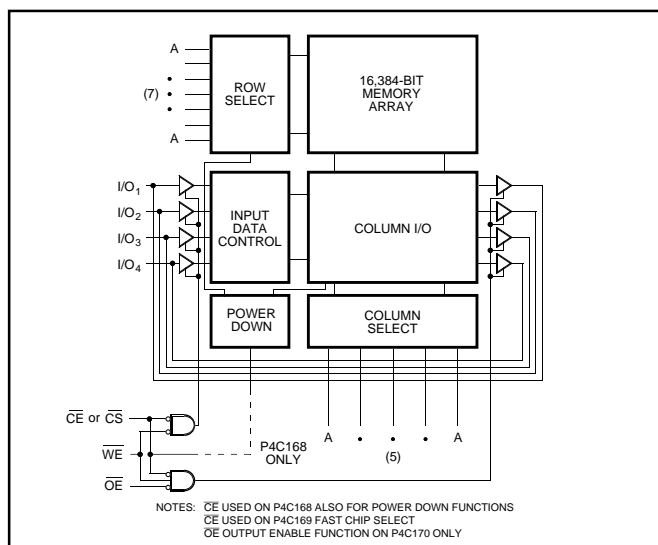 A
(7)
A
ROW
SELECT
16,384-BIT
MEMORY
ARRAY
I/O1
I/O2
I/O3
I/O4
INPUT
DATA
CONTROL
COLUMN I/O
POWER
DOWN
COLUMN
SELECT
CE or CS
WE
OE
P4C168
ONLY
A
(5)
A
NOTES: CE USED ON P4C168 ALSO FOR POWER DOWN FUNCTIONS
CE USED ON P4C169 FAST CHIP SELECT
OE OUTPUT ENABLE FUNCTION ON P4C170 ONLY